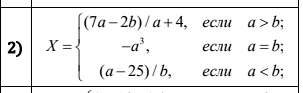 (7a − 2b) / a + 4, если a > b;
2) X = { −a³, если a = b;
(a − 25) / b, если a < b;